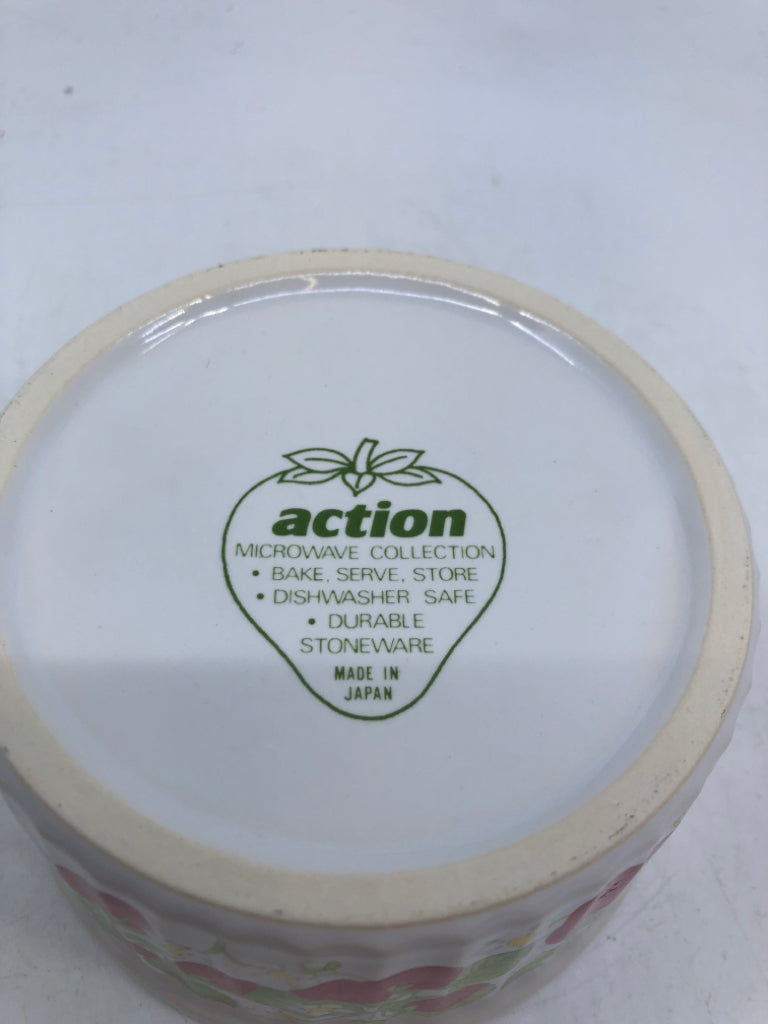 action
MICROWAVE COLLECTION
• BAKE, SERVE, STORE
• DISHWASHER SAFE
• DURABLE
STONEWARE
MADE IN
JAPAN